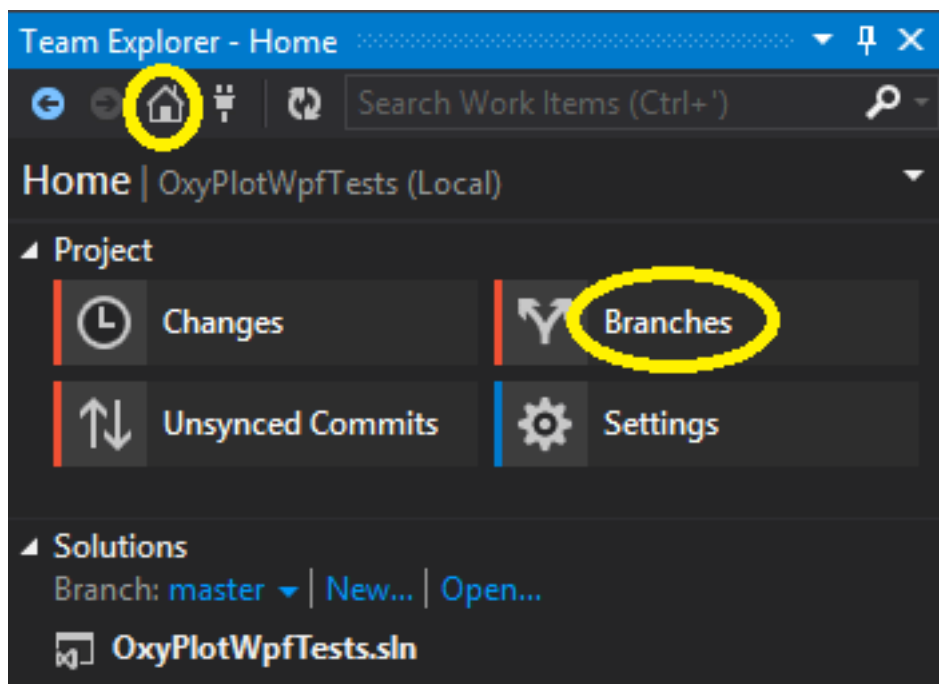 Team Explorer - Home
Search Work Items (Ctrl+')
Home | OxyPlotWpfTests (Local)
Project
Changes
Branches
Unsynced Commits
Settings
Solutions
Branch: master | New... | Open...
OxyPlotWpfTests.sln